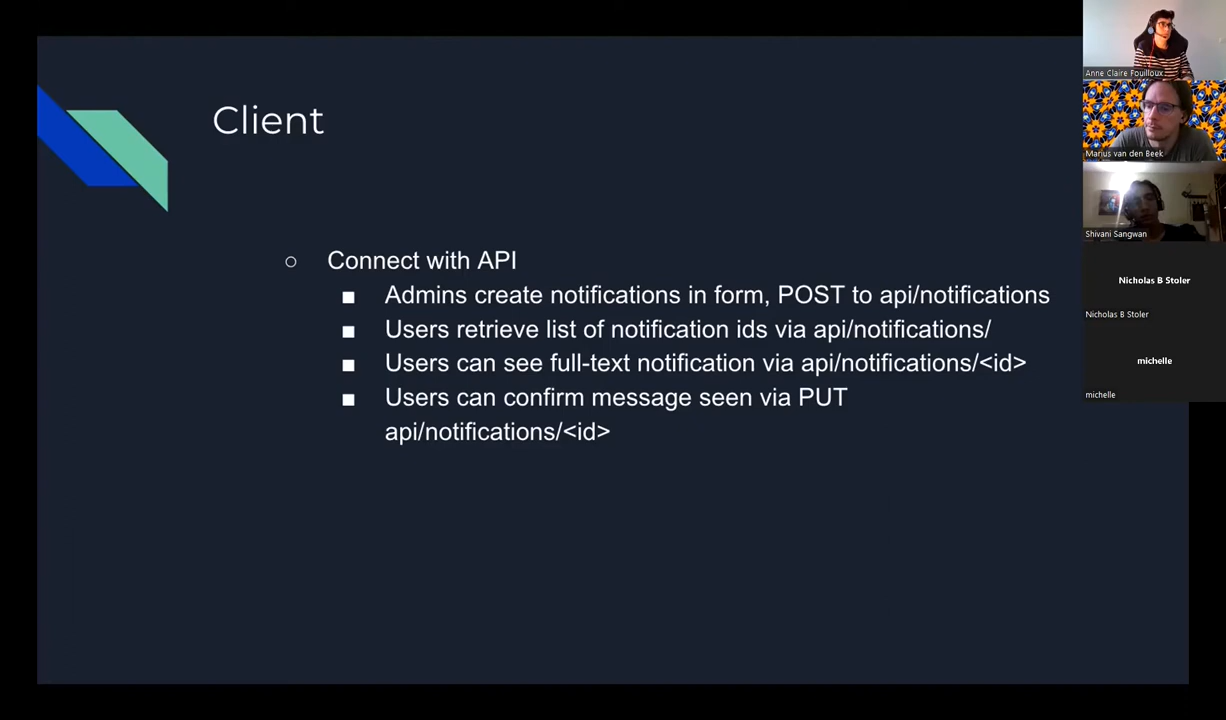 Client
○ Connect with API
■ Admins create notifications in form, POST to api/notifications
■ Users retrieve list of notification ids via api/notifications/
■ Users can see full-text notification via api/notifications/<id>
■ Users can confirm message seen via PUT
api/notifications/<id>
Anne Claire Fouilloux
Marius van den Beek
Shivani Sangwan
Nicholas B Stoler
Nicholas B Stoler
michelle
michelle